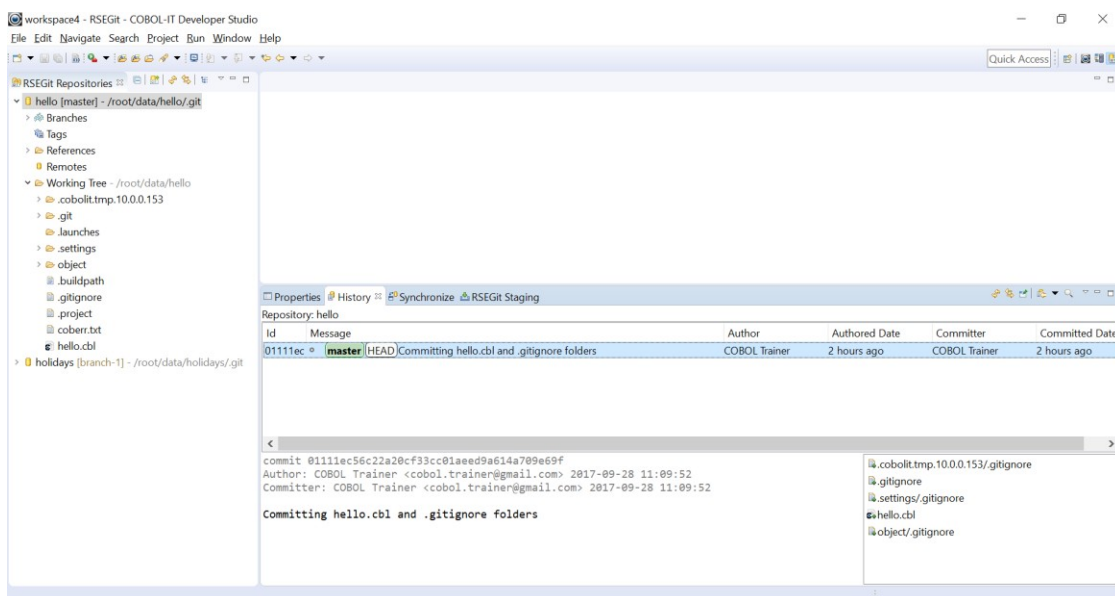 workspace4 - RSEGit - COBOL-IT Developer Studio
File Edit Navigate Search Project Run Window Help
Quick Access
RSEGit Repositories
hello [master] - /root/data/hello/.git
Branches
Tags
References
Remotes
Working Tree - /root/data/hello
.cobolit.tmp.10.0.0.153
.git
.launches
.settings
object
.buildpath
.gitignore
.project
coberr.txt
hello.cbl
holidays [branch-1] - /root/data/holidays/.git
Properties History Synchronize RSEGit Staging
Repository: hello
Id Message Author Authored Date Committer Committed Date
01111ec master HEAD Committing hello.cbl and .gitignore folders COBOL Trainer 2 hours ago COBOL Trainer 2 hours ago
commit 01111ec56c22a20cf33cc01aeed9a614a709e69f
Author: COBOL Trainer <cobol.trainer@gmail.com> 2017-09-28 11:09:52
Committer: COBOL Trainer <cobol.trainer@gmail.com> 2017-09-28 11:09:52
Committing hello.cbl and .gitignore folders
.cobolit.tmp.10.0.0.153/.gitignore
.gitignore
.settings/.gitignore
hello.cbl
object/.gitignore